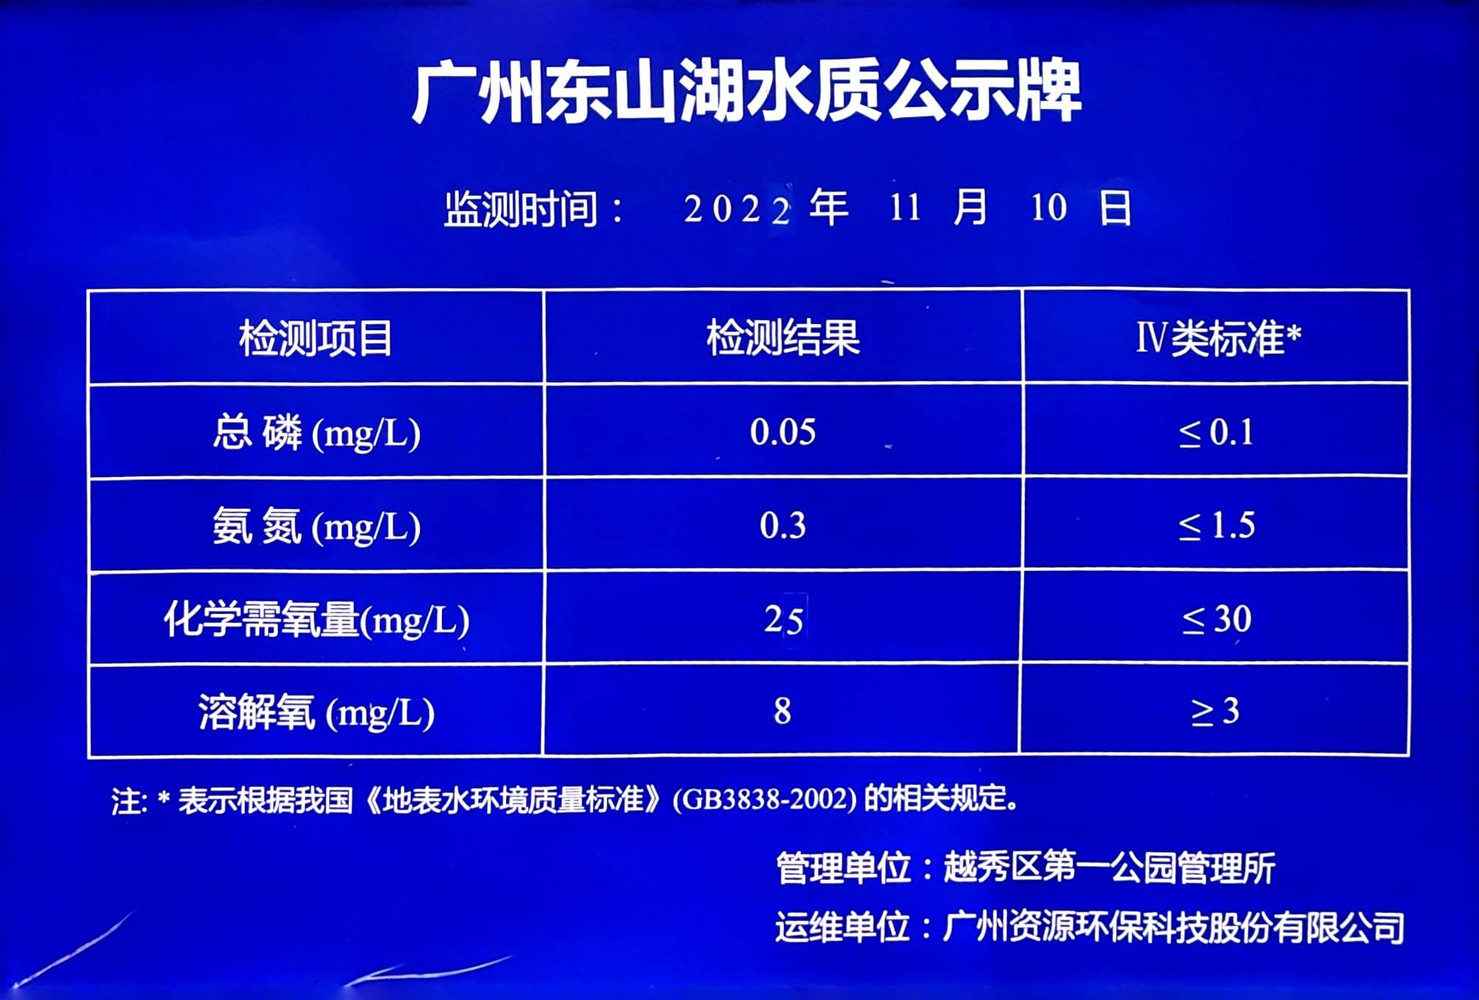 广州东山湖水质公示牌
监测时间： 2022 年 11 月 10 日
检测项目 检测结果 Ⅳ类标准*
总 磷 (mg/L) 0.05 ≤ 0.1
氨 氮 (mg/L) 0.3 ≤ 1.5
化学需氧量(mg/L) 25 ≤ 30
溶解氧 (mg/L) 8 ≥ 3
注: * 表示根据我国《地表水环境质量标准》(GB3838-2002) 的相关规定。
管理单位：越秀区第一公园管理所
运维单位：广州资源环保科技股份有限公司